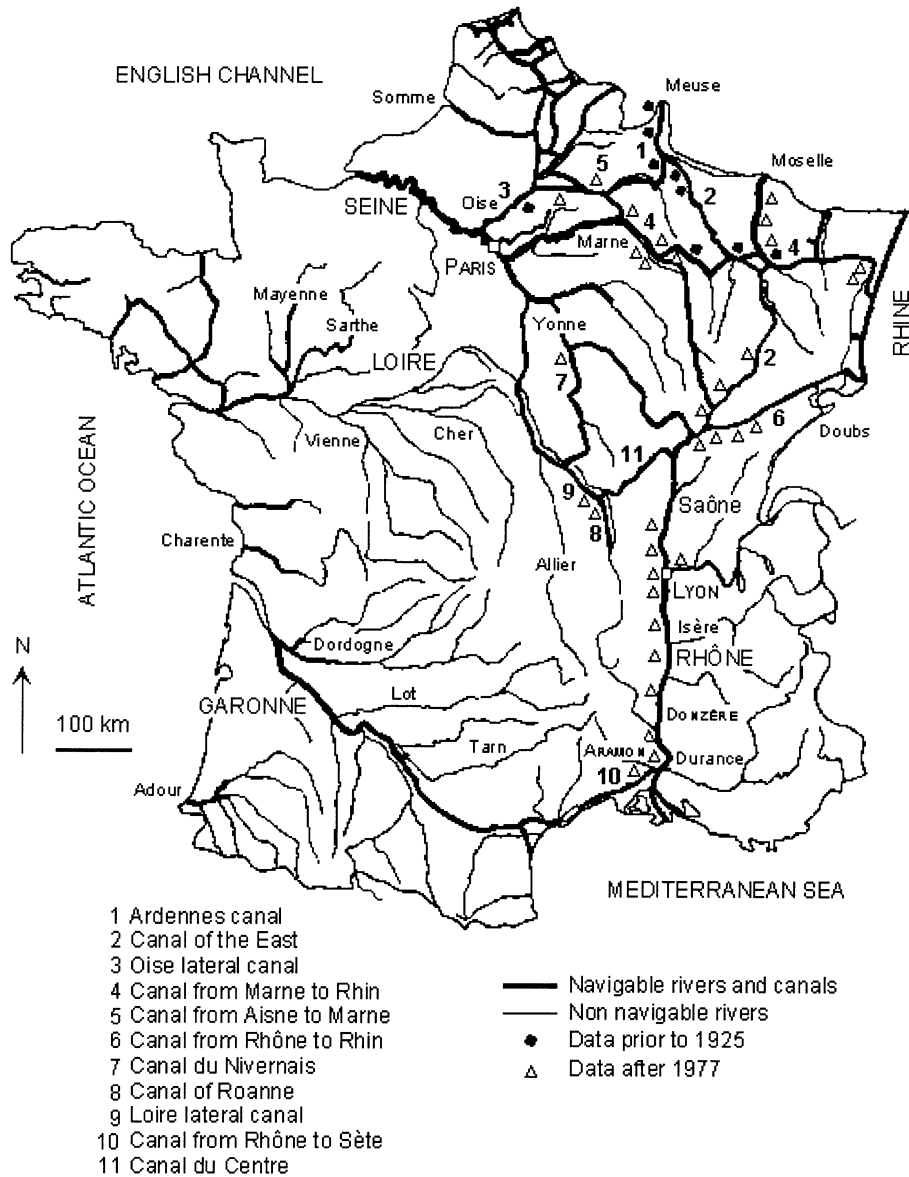 ENGLISH CHANNEL
Meuse
Somme
1
Moselle
5
3
2
Oise
SEINE
4
Marne
4
PARIS
Mayenne
Sarthe
Yonne
RHINE
LOIRE
7
2
6
Vienne
Cher
Doubs
11
ATLANTIC OCEAN
9
Saône
8
Charente
Allier
LYON
N
Isère
Dordogne
RHÔNE
GARONNE
Lot
100 km
DONZÈRE
Tarn
ARAMON
Durance
10
Adour
MEDITERRANEAN SEA
1 Ardennes canal
2 Canal of the East
3 Oise lateral canal
4 Canal from Marne to Rhin
5 Canal from Aisne to Marne
6 Canal from Rhône to Rhin
7 Canal du Nivernais
8 Canal of Roanne
9 Loire lateral canal
10 Canal from Rhône to Sète
11 Canal du Centre
Navigable rivers and canals
Non navigable rivers
Data prior to 1925
Data after 1977